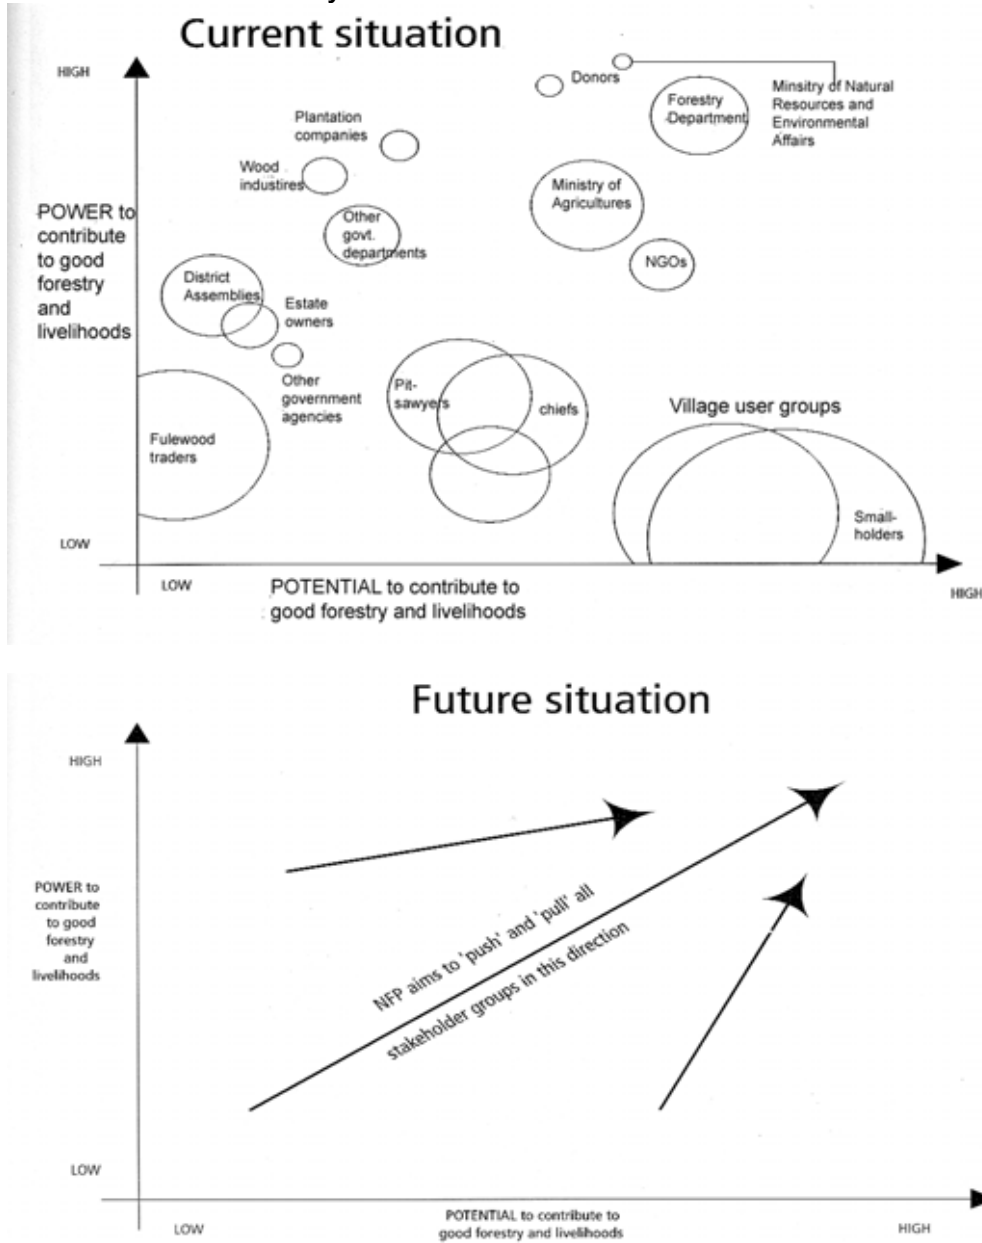 Current situation
HIGH
Donors
Minsitry of Natural
Resources and
Environmental
Affairs
Forestry
Department
Plantation
companies
Wood
industires
Ministry of
Agricultures
POWER to
contribute
to good
forestry
and
livelihoods
Other
govt.
departments
NGOs
District
Assemblies
Estate
owners
Other
government
agencies
Pit-
sawyers
chiefs
Village user groups
Fulewood
traders
Small-
holders
LOW
LOW
POTENTIAL to contribute to
good forestry and livelihoods
HIGH
Future situation
HIGH
POWER to
contribute
to good
forestry
and
livelihoods
NFP aims to 'push' and 'pull' all
stakeholder groups in this direction
LOW
LOW
POTENTIAL to contribute to
good forestry and livelihoods
HIGH